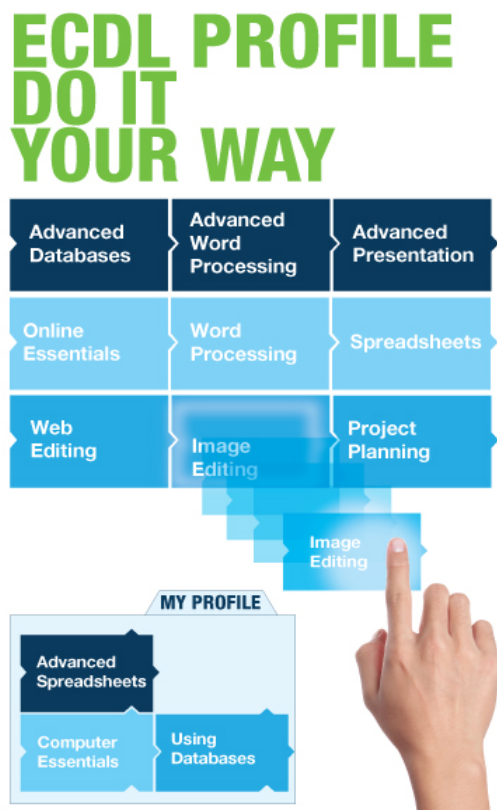 ECDL PROFILE
DO IT
YOUR WAY
Advanced
Databases
Advanced
Word
Processing
Advanced
Presentation
Online
Essentials
Word
Processing
Spreadsheets
Web
Editing
Image
Editing
Project
Planning
Image
Editing
MY PROFILE
Advanced
Spreadsheets
Computer
Essentials
Using
Databases